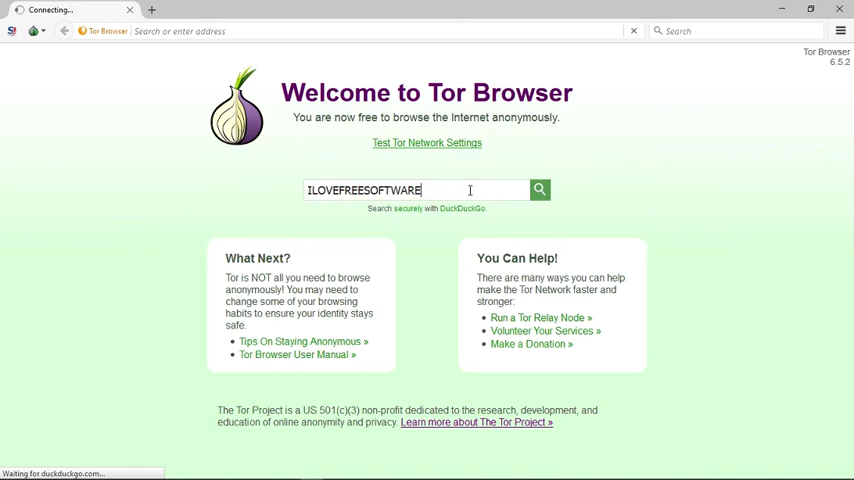 Connecting...
Tor Browser
Search or enter address
Search
Tor Browser
6.5.2
Welcome to Tor Browser
You are now free to browse the Internet anonymously.
Test Tor Network Settings
ILOVEFREESOFTWARE
Search securely with DuckDuckGo.
What Next?
Tor is NOT all you need to browse
anonymously! You may need to
change some of your browsing
habits to ensure your identity stays
safe.
Tips On Staying Anonymous »
Tor Browser User Manual »
You Can Help!
There are many ways you can help
make the Tor Network faster and
stronger:
Run a Tor Relay Node »
Volunteer Your Services »
Make a Donation »
The Tor Project is a US 501(c)(3) non-profit dedicated to the research, development, and
education of online anonymity and privacy. Learn more about The Tor Project »
Waiting for duckduckgo.com...